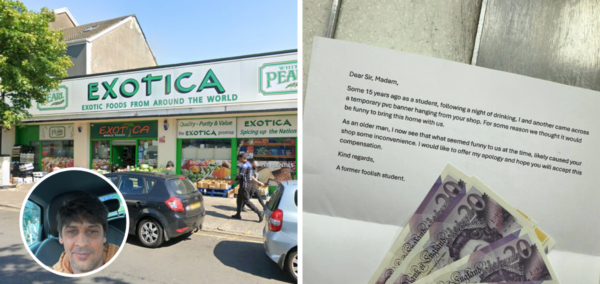 EXOTICA
EXOTIC FOODS FROM AROUND THE WORLD
WHITE
PEARL
EXOTICA
Quality - Purity & Value
the EXOTICA promise
Spicing up the Nation
Dear Sir, Madam,
Some 15 years ago as a student, following a night of drinking, I and another came across
a temporary pvc banner hanging from your shop. For some reason we thought it would
be funny to bring this home with us.
As an older man, I now see that what seemed funny to us at the time, likely caused your
shop some inconvenience. I would like to offer my apology and hope you will accept this
compensation.
Kind regards,
A former foolish student.
£20
£20
20